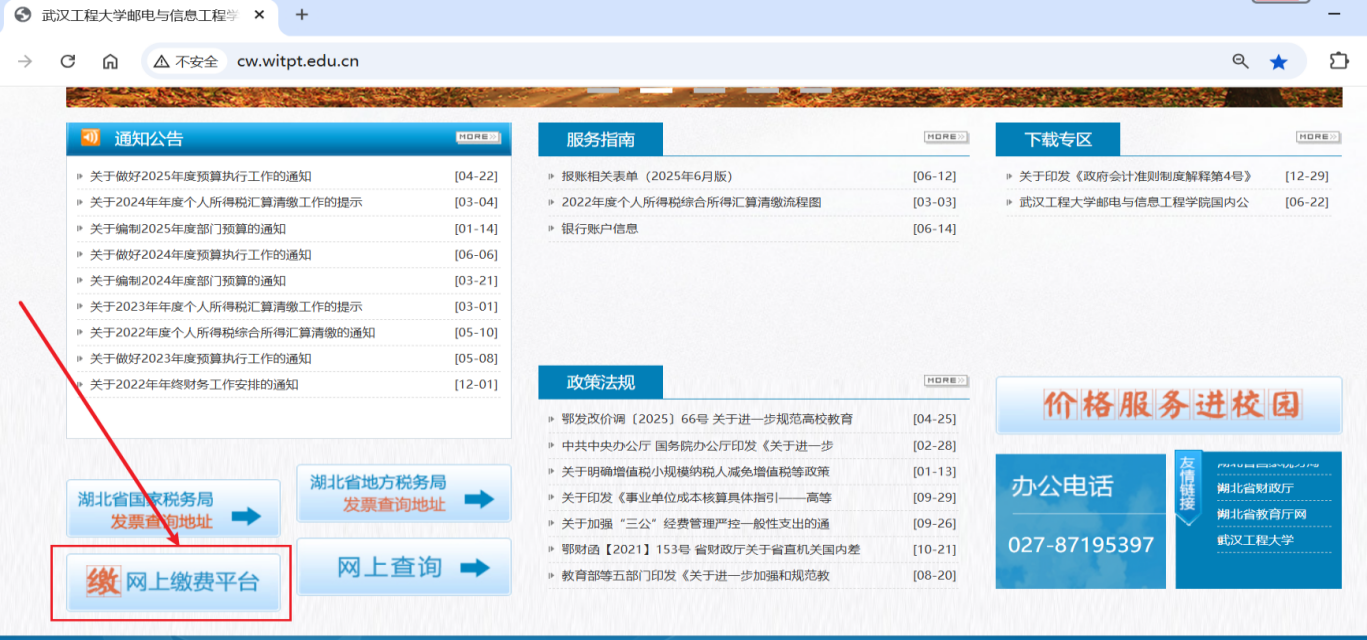 武汉工程大学邮电与信息工程学
不安全
cw.witpt.edu.cn
通知公告
MORE
关于做好2025年度预算执行工作的通知 [04-22]
关于2024年年度个人所得税汇算清缴工作的提示 [03-04]
关于编制2025年度部门预算的通知 [01-14]
关于做好2024年度预算执行工作的通知 [06-06]
关于编制2024年度部门预算的通知 [03-21]
关于2023年年度个人所得税汇算清缴工作的提示 [03-01]
关于2022年度个人所得税综合所得汇算清缴的通知 [05-10]
关于做好2023年度预算执行工作的通知 [05-08]
关于2022年年终财务工作安排的通知 [12-01]
服务指南
MORE
报账相关表单（2025年6月版） [06-12]
2022年度个人所得税综合所得汇算清缴流程图 [03-03]
银行账户信息 [06-14]
下载专区
MORE
关于印发《政府会计准则制度解释第4号》 [12-29]
武汉工程大学邮电与信息工程学院国内公 [06-22]
政策法规
MORE
鄂发改价调〔2025〕66号 关于进一步规范高校教育 [04-25]
中共中央办公厅 国务院办公厅印发《关于进一步 [02-28]
关于明确增值税小规模纳税人减免增值税等政策 [01-13]
关于印发《事业单位成本核算具体指引——高等 [09-29]
关于加强“三公”经费管理严控一般性支出的通 [09-26]
鄂财函【2021】153号 省财政厅关于省直机关国内差 [10-21]
教育部等五部门印发《关于进一步加强和规范教 [08-20]
湖北省国家税务局
发票查询地址
湖北省地方税务局
发票查询地址
缴 网上缴费平台
网上查询
价格服务进校园
办公电话
027-87195397
友情链接
湖北省财政厅
湖北省教育厅网
武汉工程大学